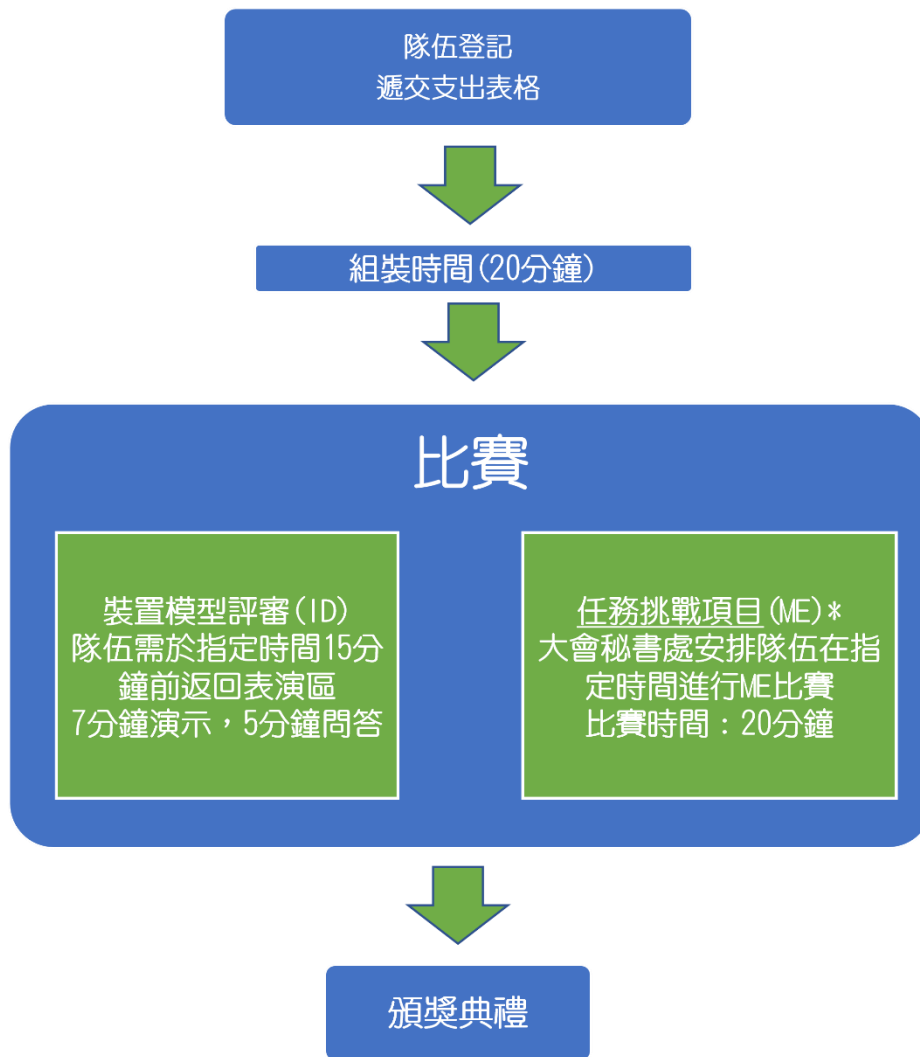 隊伍登記
遞交支出表格
組裝時間(20分鐘)
比賽
裝置模型評審(ID)
隊伍需於指定時間15分
鐘前返回表演區
7分鐘演示，5分鐘問答
任務挑戰項目(ME)*
大會秘書處安排隊伍在指
定時間進行ME比賽
比賽時間：20分鐘
頒獎典禮